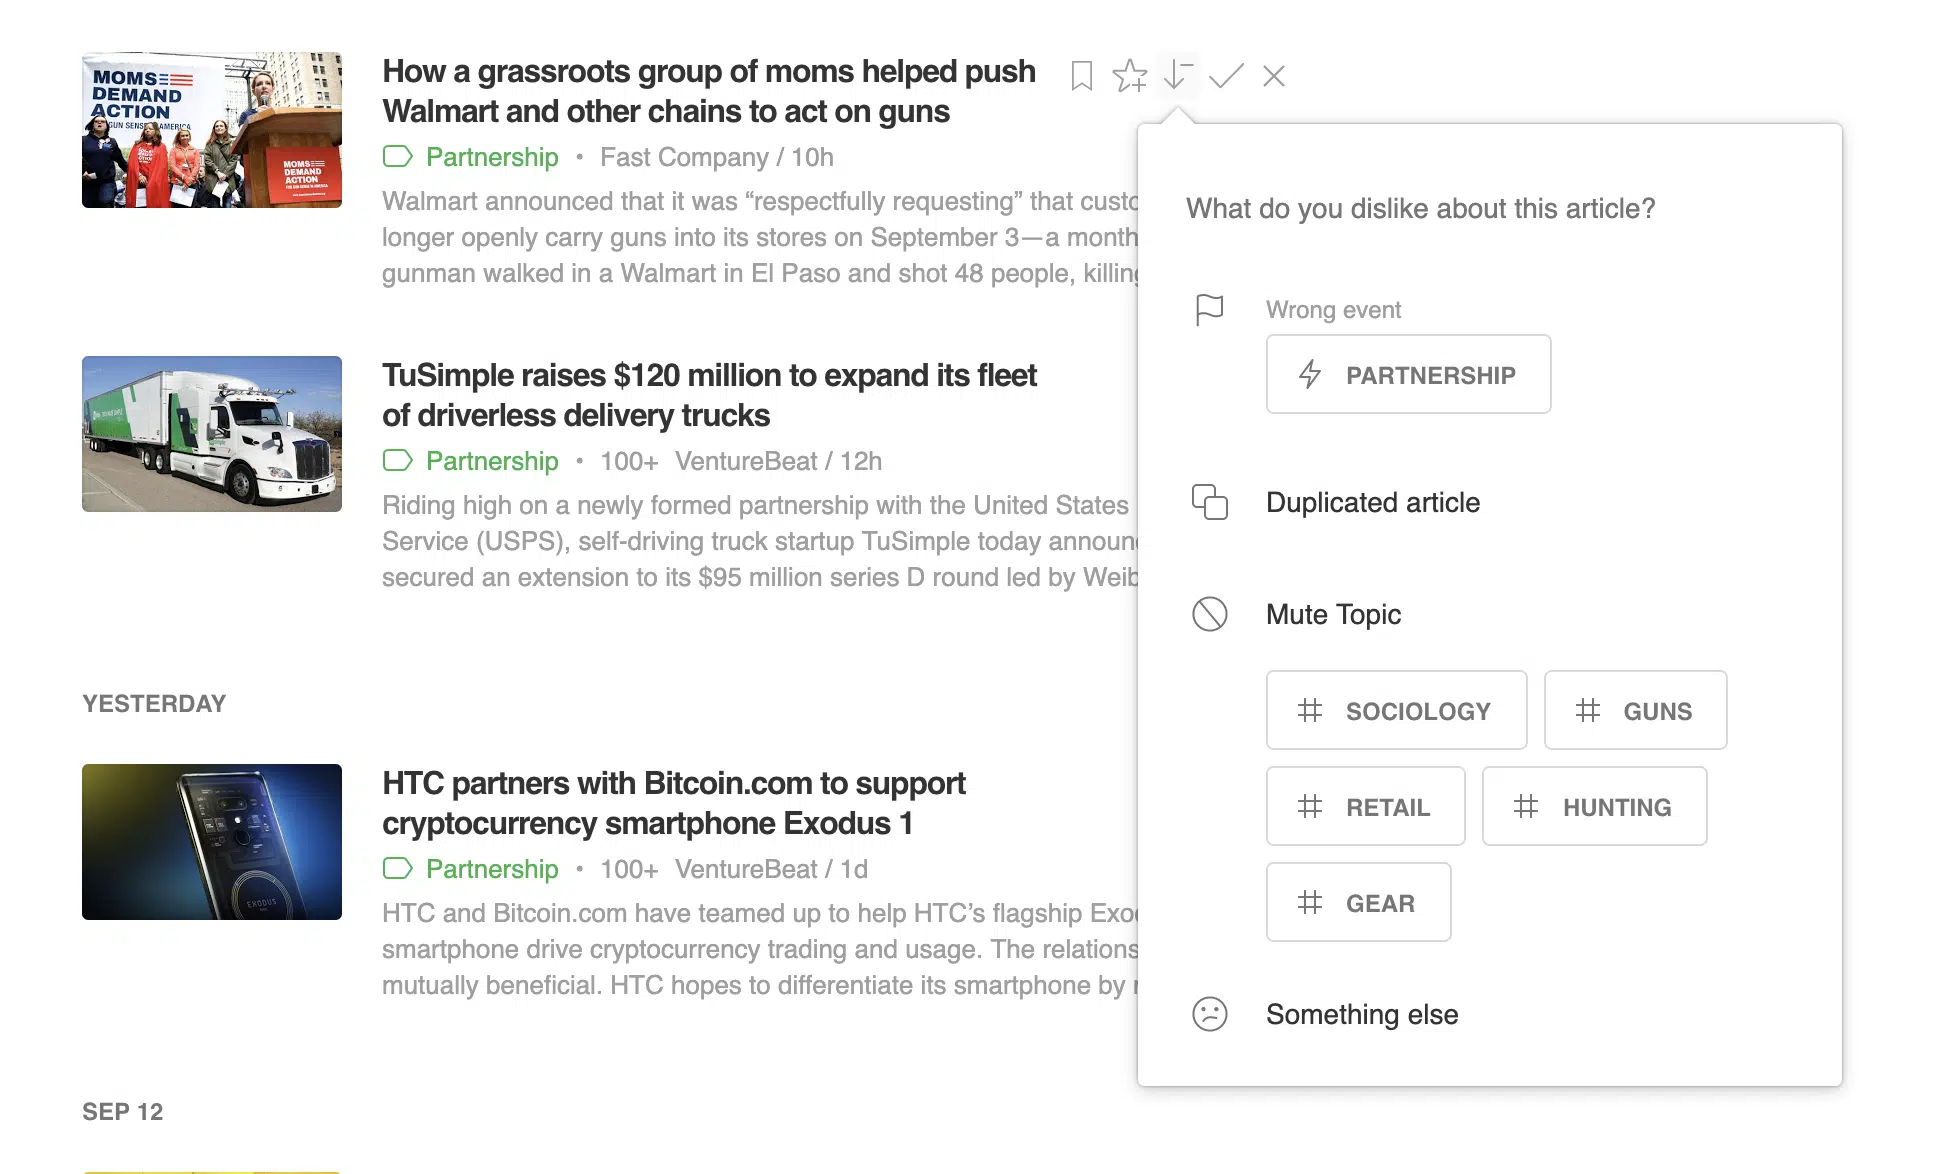 MOMS
DEMAND
ACTION
GUN SENSE AMERICA
MOMS
DEMAND
ACTION
How a grassroots group of moms helped push
Walmart and other chains to act on guns
Partnership • Fast Company / 10h
Walmart announced that it was “respectfully requesting” that custo
longer openly carry guns into its stores on September 3—a month
gunman walked in a Walmart in El Paso and shot 48 people, killing
TuSimple raises $120 million to expand its fleet
of driverless delivery trucks
Partnership • 100+ VentureBeat / 12h
Riding high on a newly formed partnership with the United States
Service (USPS), self-driving truck startup TuSimple today announc
secured an extension to its $95 million series D round led by Weib
YESTERDAY
EXODUS
HTC partners with Bitcoin.com to support
cryptocurrency smartphone Exodus 1
Partnership • 100+ VentureBeat / 1d
HTC and Bitcoin.com have teamed up to help HTC’s flagship Exod
smartphone drive cryptocurrency trading and usage. The relations
mutually beneficial. HTC hopes to differentiate its smartphone by
SEP 12
What do you dislike about this article?
Wrong event
PARTNERSHIP
Duplicated article
Mute Topic
# SOCIOLOGY # GUNS
# RETAIL # HUNTING
# GEAR
Something else